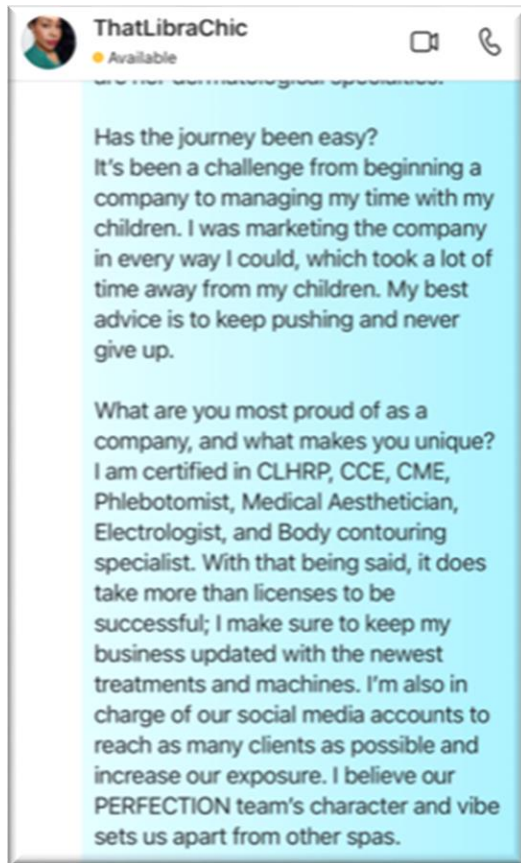 ThatLibraChic
Available
are her dermatological specialties.
Has the journey been easy?
It's been a challenge from beginning a
company to managing my time with my
children. I was marketing the company
in every way I could, which took a lot of
time away from my children. My best
advice is to keep pushing and never
give up.
What are you most proud of as a
company, and what makes you unique?
I am certified in CLHRP, CCE, CME,
Phlebotomist, Medical Aesthetician,
Electrologist, and Body contouring
specialist. With that being said, it does
take more than licenses to be
successful; I make sure to keep my
business updated with the newest
treatments and machines. I'm also in
charge of our social media accounts to
reach as many clients as possible and
increase our exposure. I believe our
PERFECTION team's character and vibe
sets us apart from other spas.